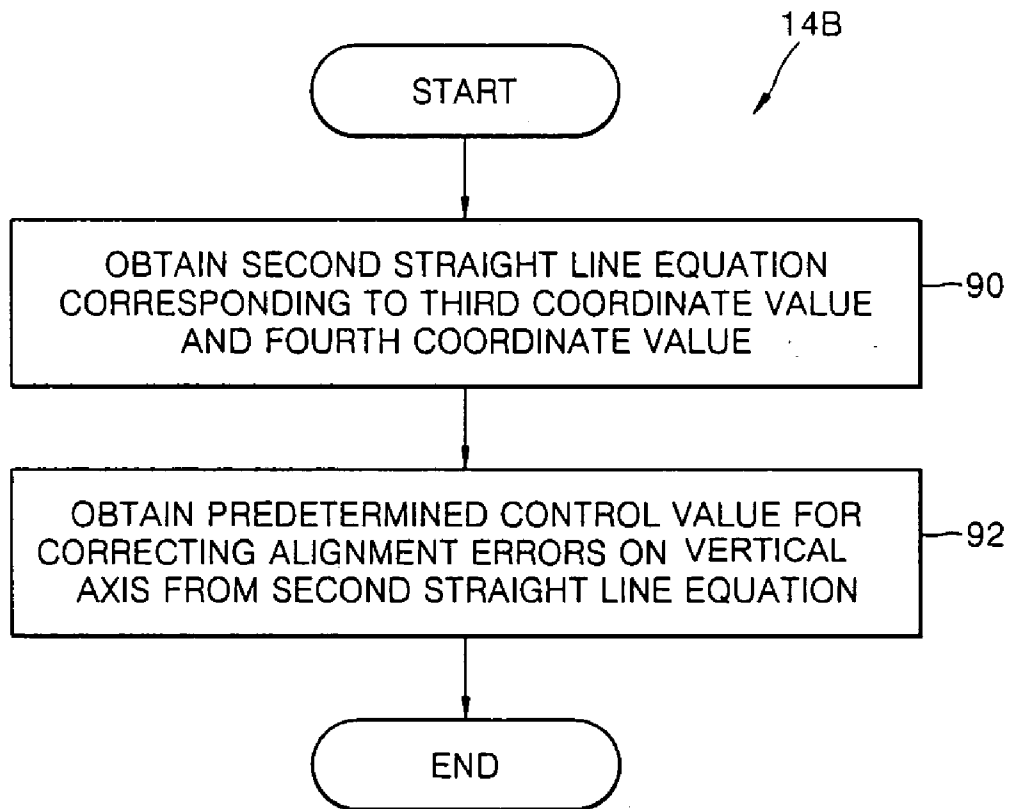 14B
START
OBTAIN SECOND STRAIGHT LINE EQUATION
CORRESPONDING TO THIRD COORDINATE VALUE
AND FOURTH COORDINATE VALUE
90
OBTAIN PREDETERMINED CONTROL VALUE FOR
CORRECTING ALIGNMENT ERRORS ON VERTICAL
AXIS FROM SECOND STRAIGHT LINE EQUATION
92
END